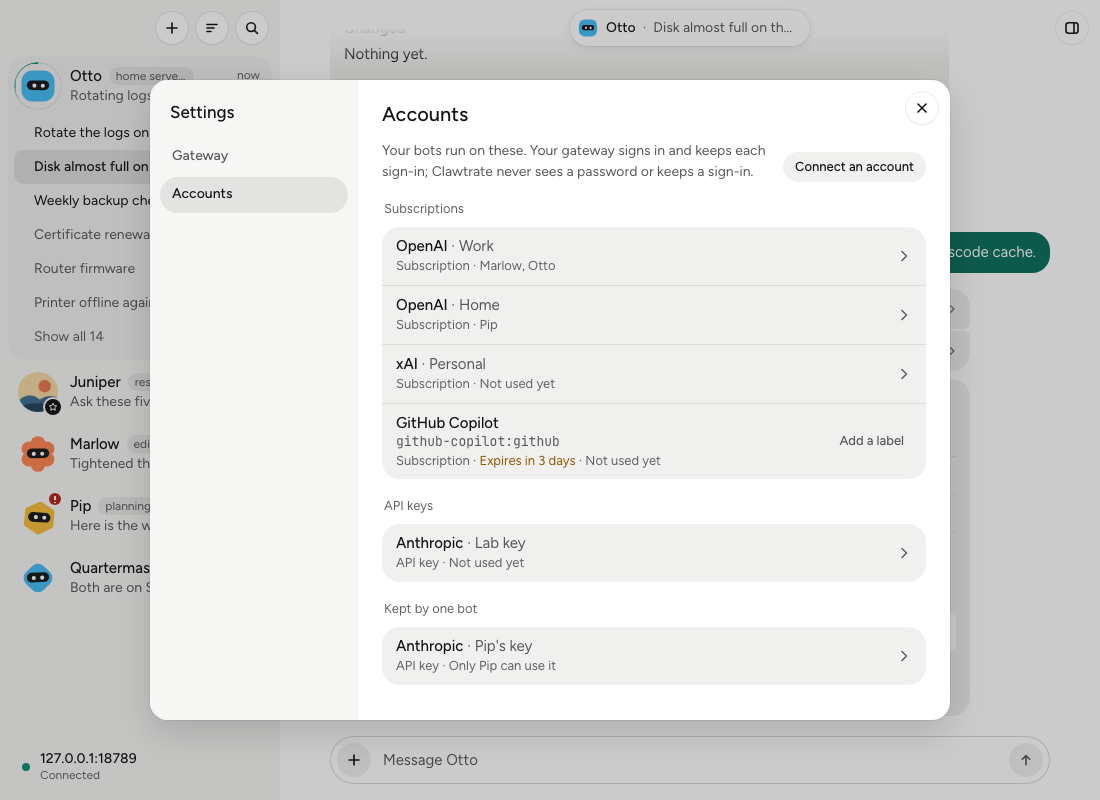 Otto · Disk almost full on th...
Changed
Nothing yet.
Otto home serve... now
Rotating logs
Rotate the logs on
Disk almost full on
Weekly backup che
Certificate renewa
Router firmware
Printer offline again
Show all 14
Juniper res
Ask these fiv
Marlow edi
Tightened th
Pip planning
Here is the w
Quartermas
Both are on S
127.0.0.1:18789
Connected
Settings
Gateway
Accounts
Accounts
Your bots run on these. Your gateway signs in and keeps each
sign-in; Clawtrate never sees a password or keeps a sign-in.
Connect an account
Subscriptions
OpenAI · Work
Subscription · Marlow, Otto
OpenAI · Home
Subscription · Pip
xAI · Personal
Subscription · Not used yet
GitHub Copilot
github-copilot:github
Add a label
Subscription · Expires in 3 days · Not used yet
API keys
Anthropic · Lab key
API key · Not used yet
Kept by one bot
Anthropic · Pip's key
API key · Only Pip can use it
scode cache.
Message Otto